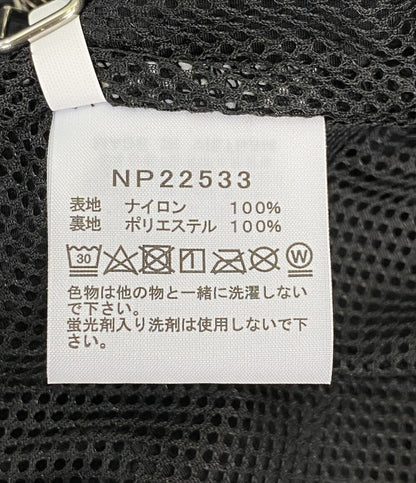 NP22533
表地 ナイロン 100%
裏地 ポリエステル 100%
30 W
色物は他の物と一緒に洗濯しない
で下さい。
蛍光剤入り洗剤は使用しないで下
さい。